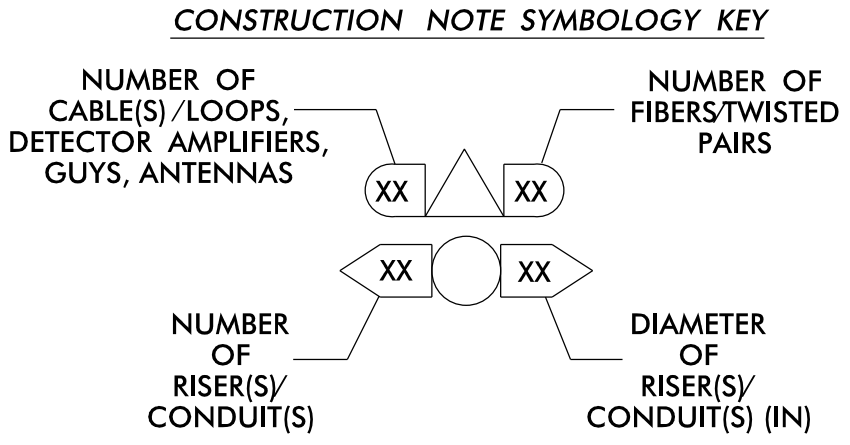 CONSTRUCTION NOTE SYMBOLOGY KEY
NUMBER OF
CABLE(S)/LOOPS,
DETECTOR AMPLIFIERS,
GUYS, ANTENNAS
NUMBER OF
FIBERS/TWISTED
PAIRS
XX
XX
XX
XX
NUMBER
OF
RISER(S)/
CONDUIT(S)
DIAMETER
OF
RISER(S)/
CONDUIT(S) (IN)